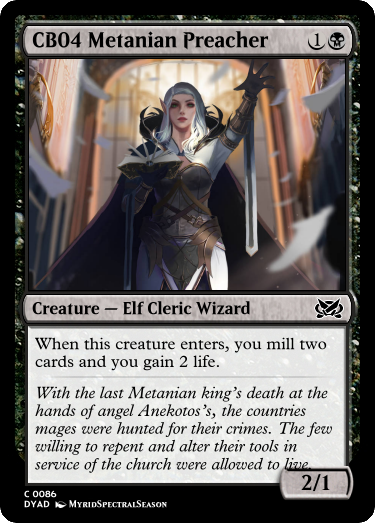 CB04 Metanian Preacher 1
Creature — Elf Cleric Wizard
When this creature enters, you mill two
cards and you gain 2 life.
With the last Metanian king's death at the
hands of angel Anekotos's, the countries
mages were hunted for their crimes. The few
willing to repent and alter their tools in
service of the church were allowed to live.
2/1
C 0086
DYAD MyridSpectralSeason